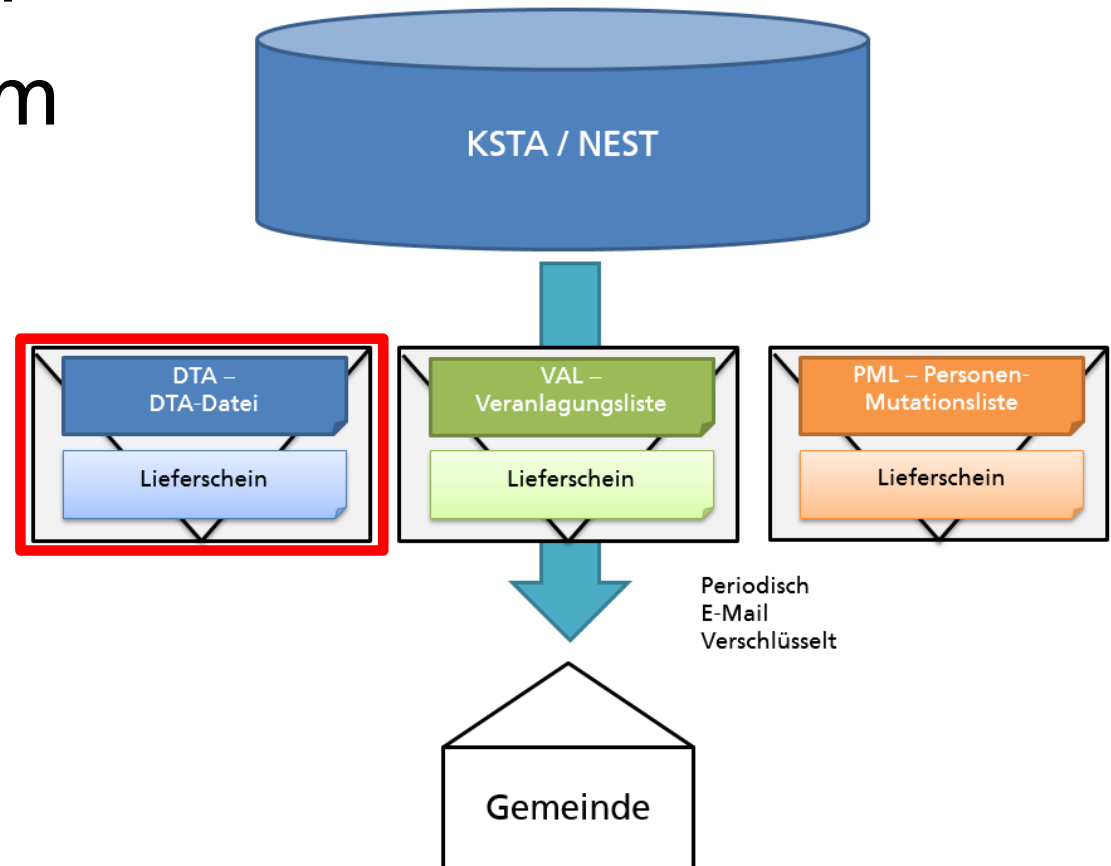 m
KSTA / NEST
DTA –
DTA-Datei
Lieferschein
VAL –
Veranlagungsliste
Lieferschein
PML – Personen-
Mutationsliste
Lieferschein
Periodisch
E-Mail
Verschlüsselt
Gemeinde